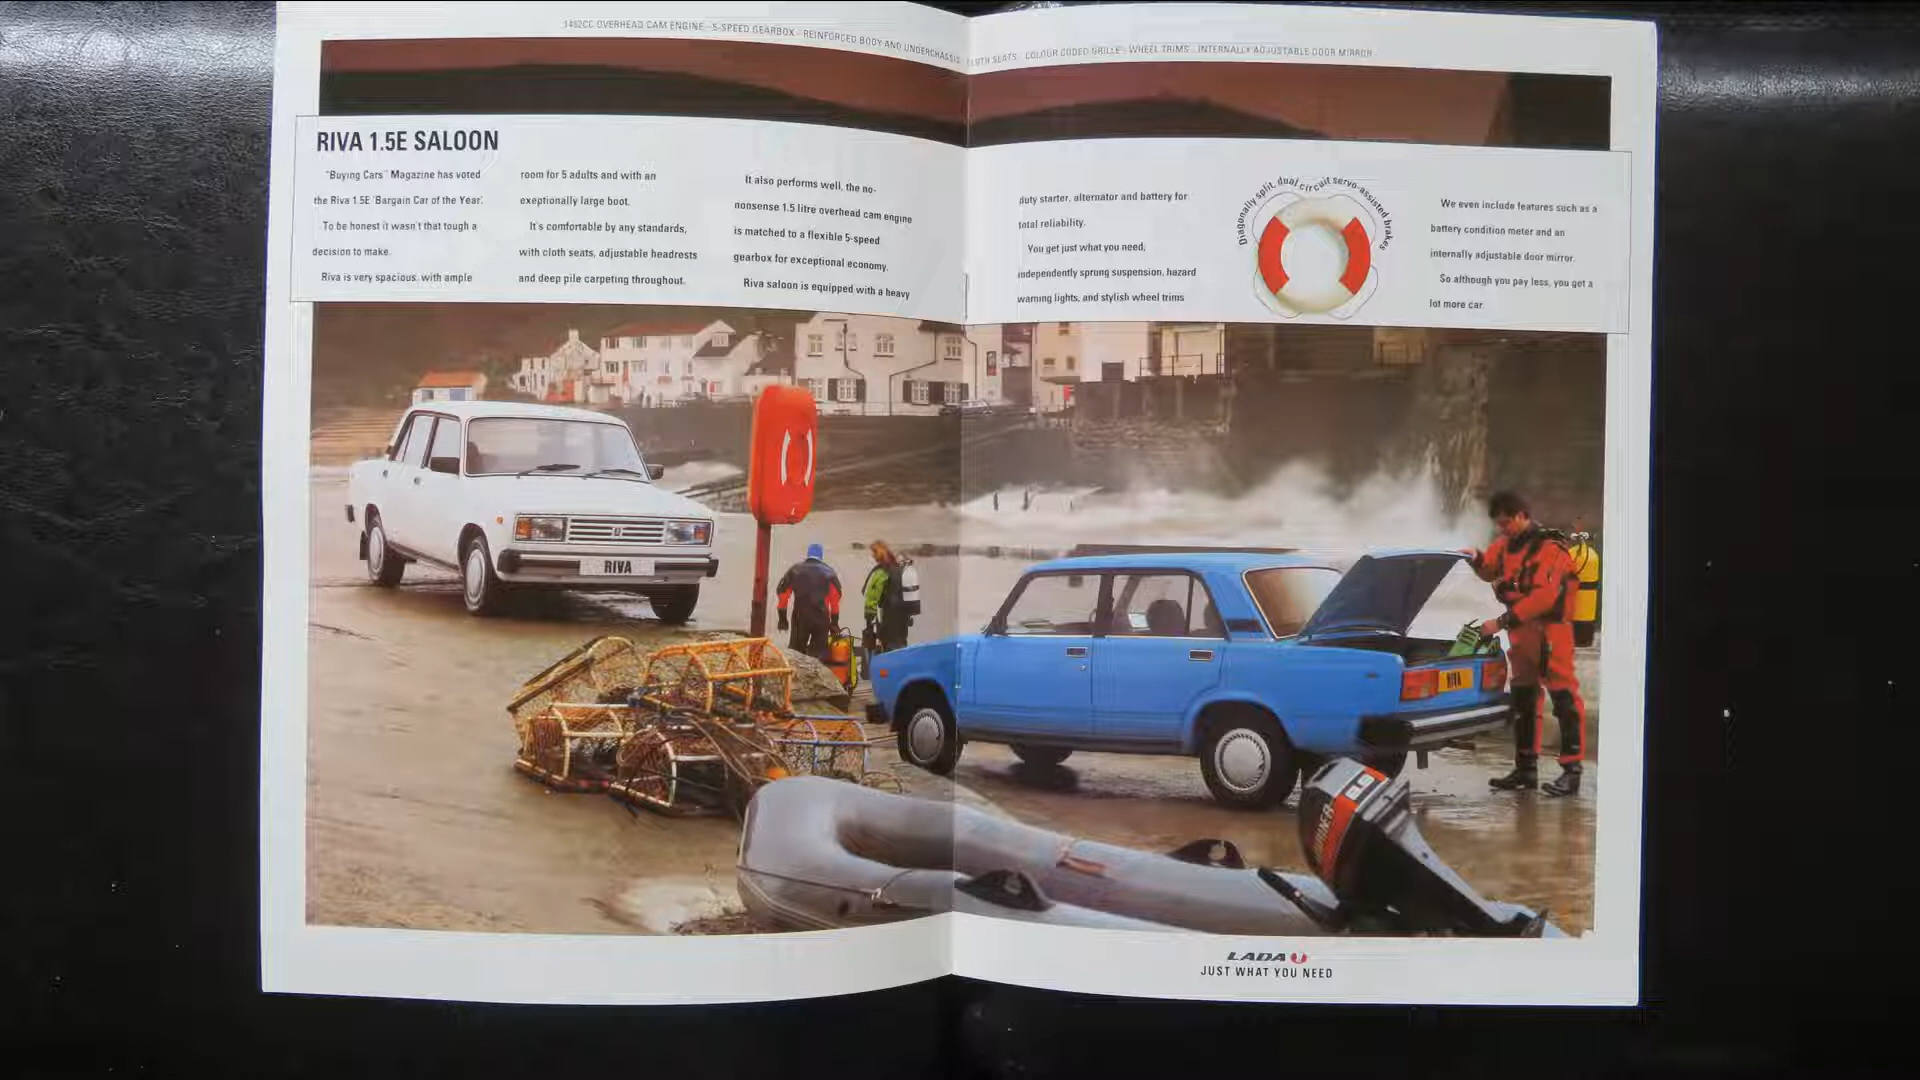 1452CC OVERHEAD CAM ENGINE - 5-SPEED GEARBOX - REINFORCED BODY AND UNDERCHASSIS - CLOTH SEATS - COLOUR CODED GRILLE - WHEEL TRIMS - INTERNALLY ADJUSTABLE DOOR MIRROR
RIVA 1.5E SALOON
"Buying Cars" Magazine has voted
the Riva 1.5E 'Bargain Car of the Year'.
To be honest it wasn't that tough a
decision to make.
Riva is very spacious, with ample
room for 5 adults and with an
exeptionally large boot.
It's comfortable by any standards,
with cloth seats, adjustable headrests
and deep pile carpeting throughout.
It also performs well, the no-
nonsense 1.5 litre overhead cam engine
is matched to a flexible 5-speed
gearbox for exceptional economy.
Riva saloon is equipped with a heavy
duty starter, alternator and battery for
total reliability.
You get just what you need,
independently sprung suspension, hazard
warning lights, and stylish wheel trims
Diagonally split, dual circuit servo-assisted brakes
We even include features such as a
battery condition meter and an
internally adjustable door mirror.
So although you pay less, you get a
lot more car.
RIVA
RIVA
MARINER
9.9
LADA
JUST WHAT YOU NEED